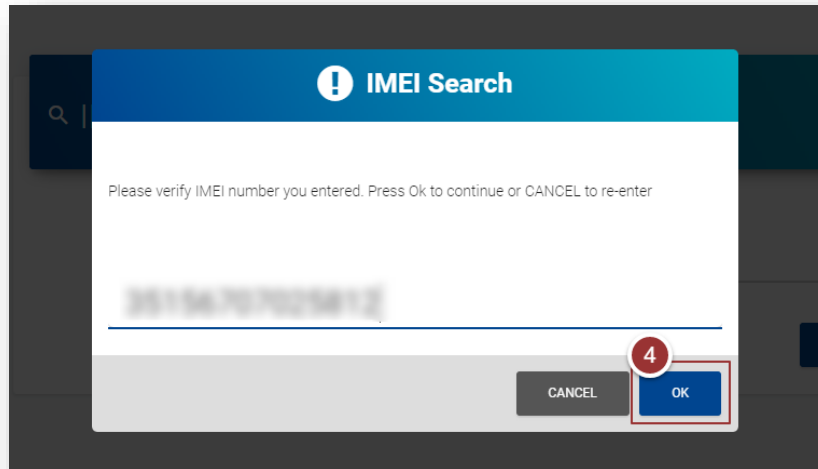 IMEI Search
Please verify IMEI number you entered. Press Ok to continue or CANCEL to re-enter
4
CANCEL
OK